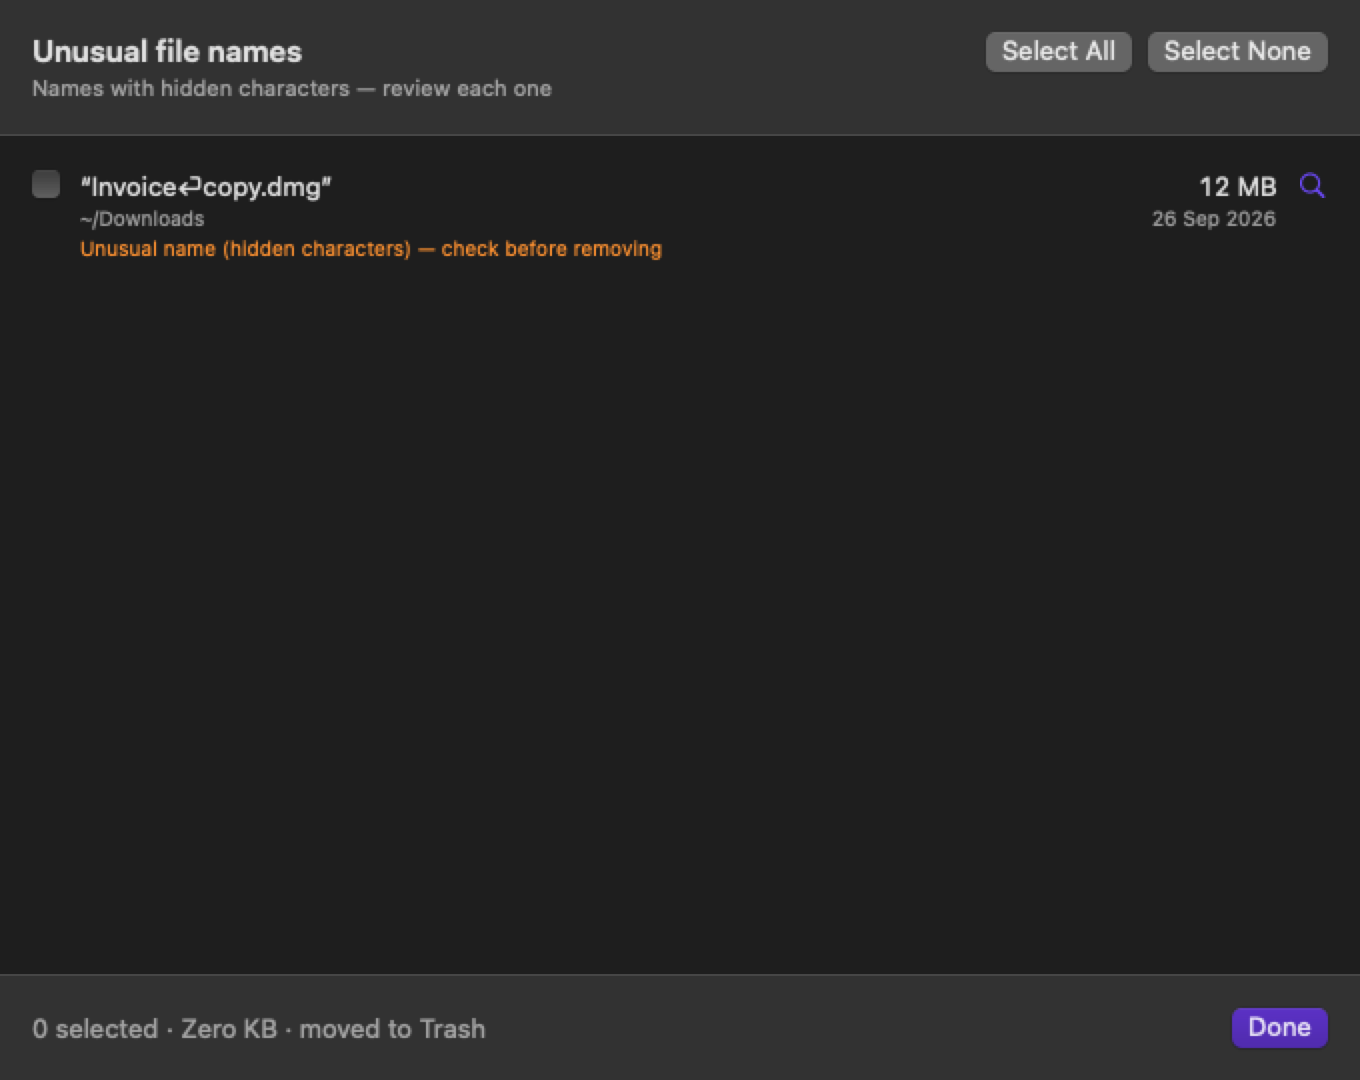 Unusual file names
Names with hidden characters — review each one
Select All
Select None
“Invoice⏎copy.dmg”
~/Downloads
Unusual name (hidden characters) — check before removing
12 MB
26 Sep 2026
0 selected · Zero KB · moved to Trash
Done